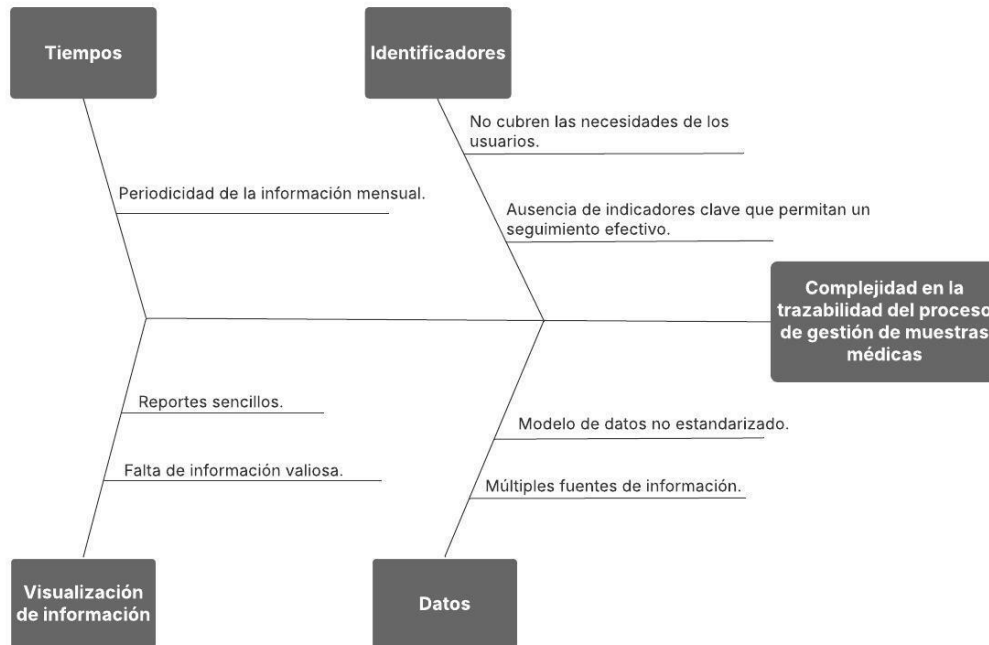 Tiempos
Identificadores
No cubren las necesidades de los
usuarios.
Periodicidad de la información mensual.
Ausencia de indicadores clave que permitan un
seguimiento efectivo.
Complejidad en la
trazabilidad del proceso
de gestión de muestras
médicas
Reportes sencillos.
Modelo de datos no estandarizado.
Falta de información valiosa.
Múltiples fuentes de información.
Visualización
de información
Datos